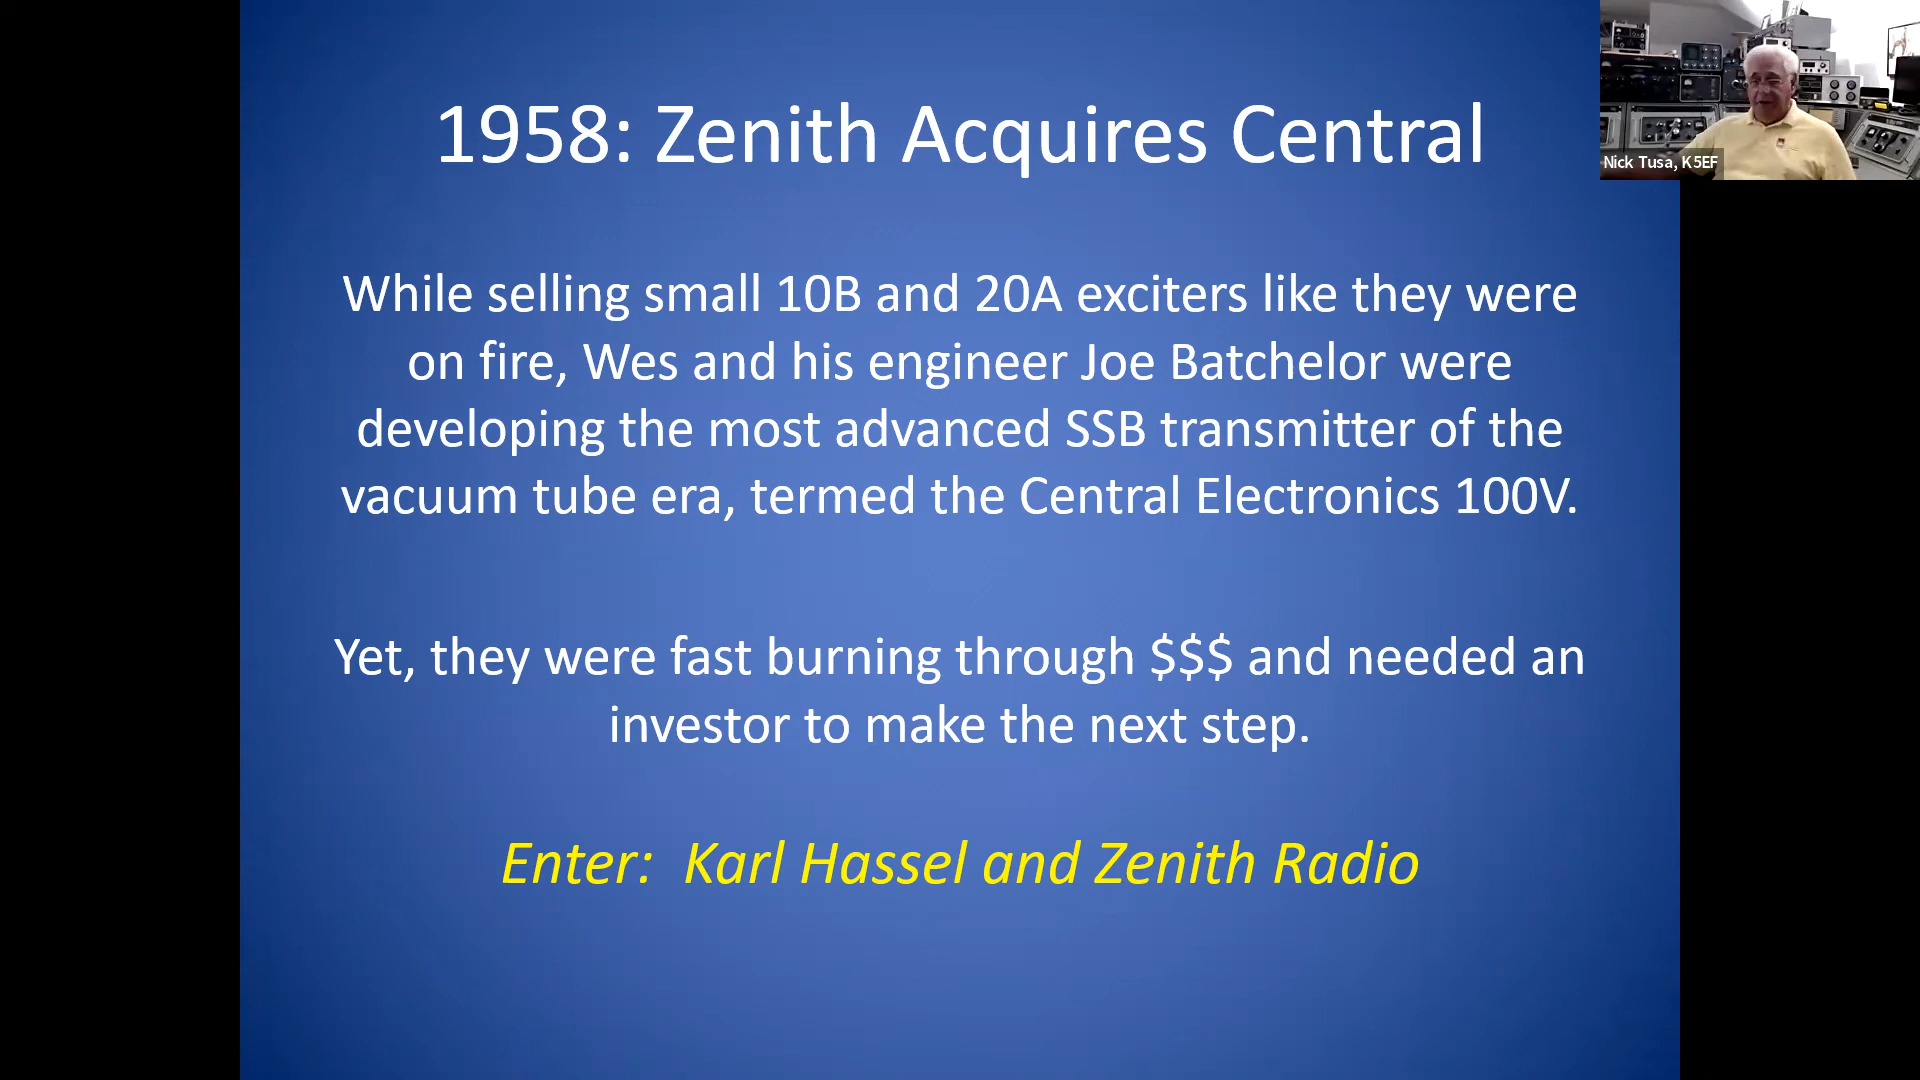 1958: Zenith Acquires Central
Nick Tusa, K5EF
While selling small 10B and 20A exciters like they were
on fire, Wes and his engineer Joe Batchelor were
developing the most advanced SSB transmitter of the
vacuum tube era, termed the Central Electronics 100V.
Yet, they were fast burning through $$$ and needed an
investor to make the next step.
Enter:  Karl Hassel and Zenith Radio